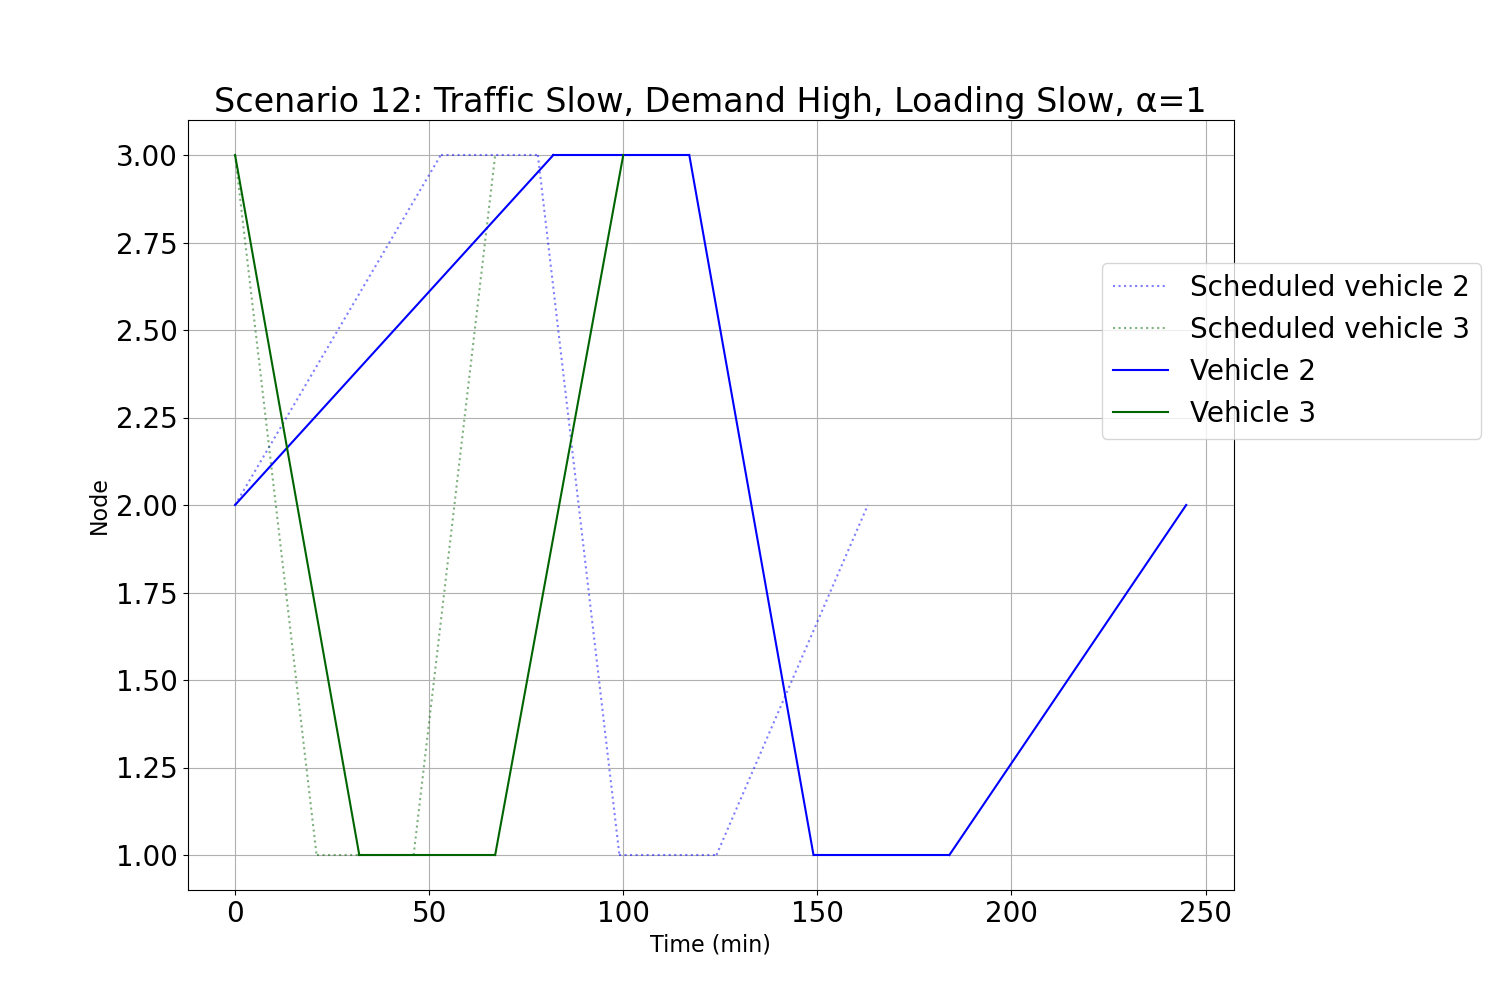 Scenario 12: Traffic Slow, Demand High, Loading Slow, α=1
3.00
2.75
2.50
2.25
2.00
1.75
1.50
1.25
1.00
Node
0 50 100 150 200 250
Time (min)
Scheduled vehicle 2
Scheduled vehicle 3
Vehicle 2
Vehicle 3